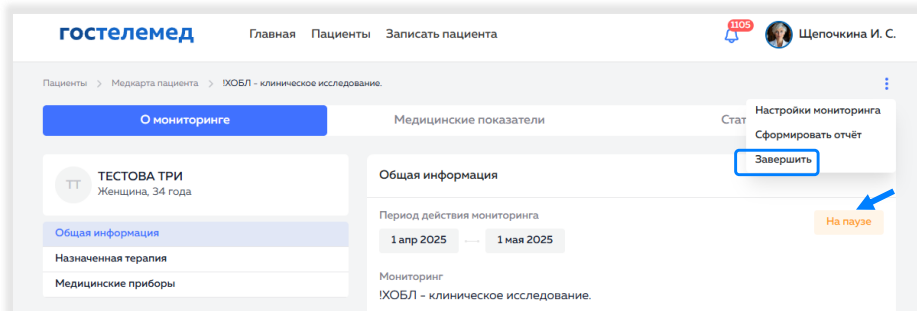 гостелемед Главная Пациенты Записать пациента 1105 Щепочкина И. С.
Пациенты > Медкарта пациента > !ХОБЛ - клиническое исследование.
О мониторинге Медицинские показатели Стат
Настройки мониторинга
Сформировать отчёт
Завершить
ТТ
ТЕСТОВА ТРИ
Женщина, 34 года
Общая информация
Назначенная терапия
Медицинские приборы
Общая информация
Период действия мониторинга
1 апр 2025 1 мая 2025
На паузе
Мониторинг
!ХОБЛ - клиническое исследование.